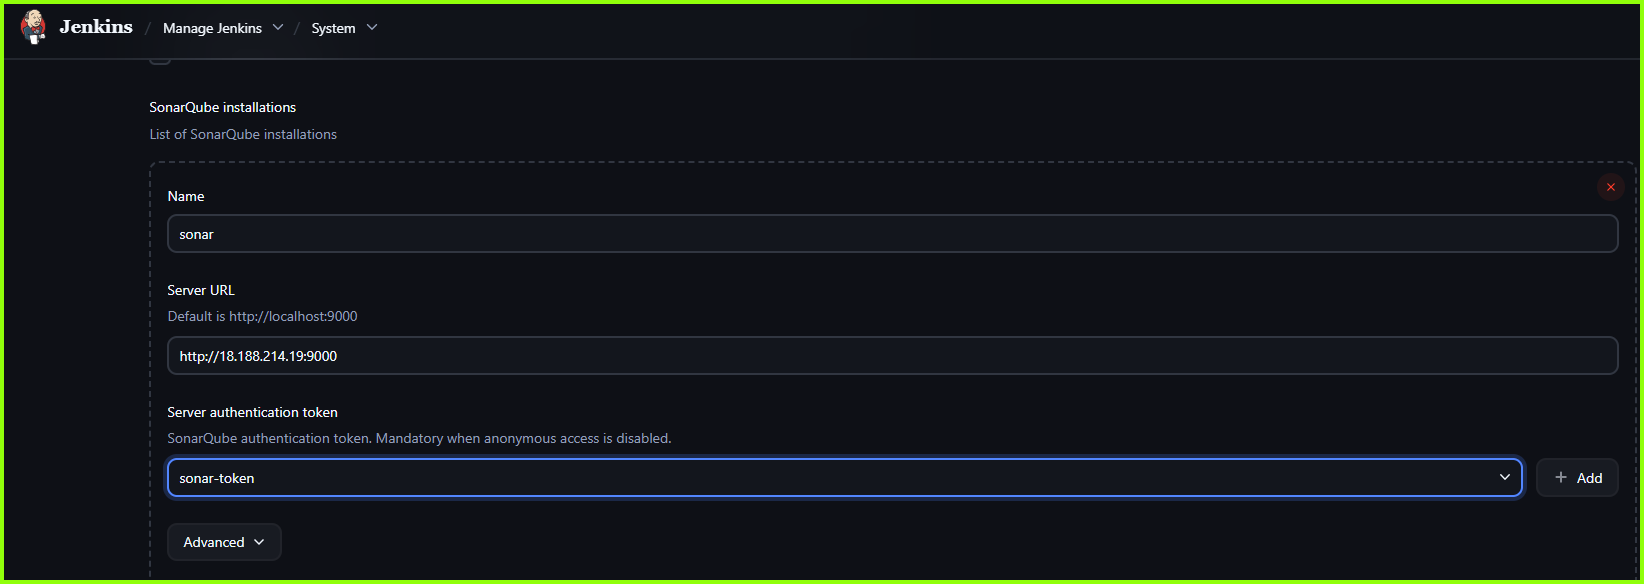 Jenkins / Manage Jenkins / System
SonarQube installations
List of SonarQube installations
Name
sonar
Server URL
Default is http://localhost:9000
http://18.188.214.19:9000
Server authentication token
SonarQube authentication token. Mandatory when anonymous access is disabled.
sonar-token
+ Add
Advanced